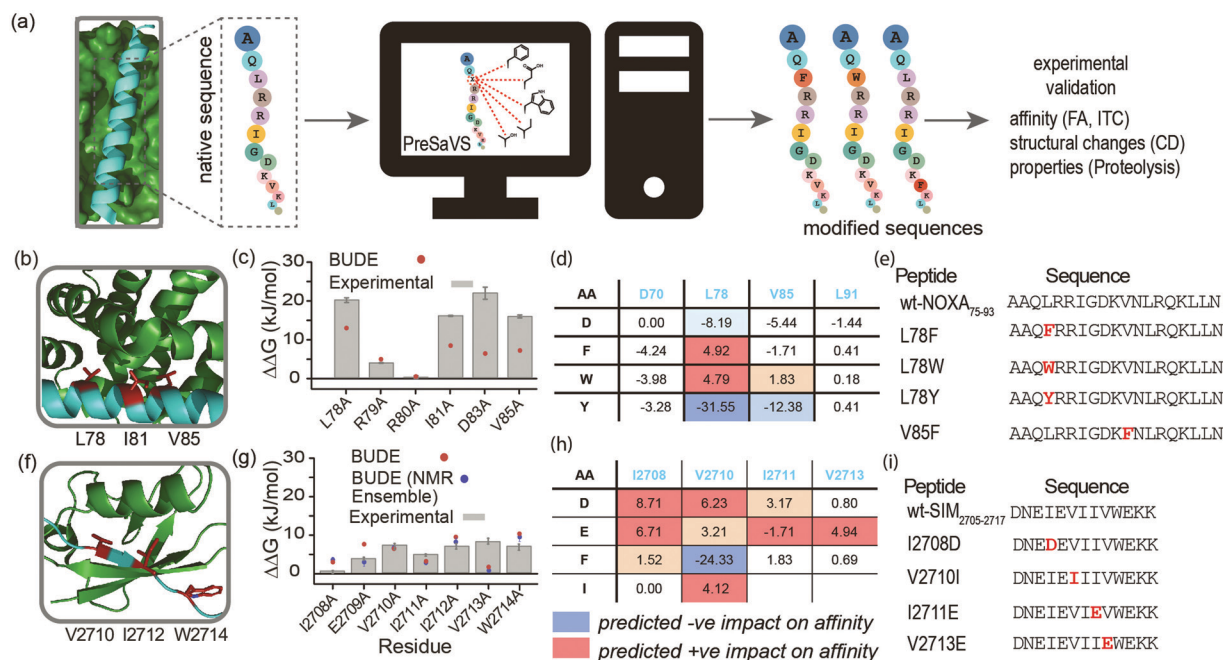 (a)
native sequence
A
Q
L
R
R
I
G
D
K
V
K
L
PreSaVS
A
Q
F
R
R
I
G
D
K
V
K
L
A
Q
W
R
R
I
G
D
K
V
K
L
A
Q
L
R
R
I
G
D
K
F
K
L
modified sequences
experimental
validation
affinity (FA, ITC)
structural changes (CD)
properties (Proteolysis)
(b)
L78 I81 V85
(c)
ΔΔG (kJ/mol)
30
20
10
0
BUDE
Experimental
L78A R79A R80A I81A D83A V85A
(d)
AA D70 L78 V85 L91
D 0.00 -8.19 -5.44 -1.44
F -4.24 4.92 -1.71 0.41
W -3.98 4.79 1.83 0.18
Y -3.28 -31.55 -12.38 0.41
(e)
Peptide Sequence
wt-NOXA75-93 AAQLRRIGDKVNLRQKLLN
L78F AAQFRRIGDKVNLRQKLLN
L78W AAQWRRIGDKVNLRQKLLN
L78Y AAQYRRIGDKVNLRQKLLN
V85F AAQLRRIGDKFNLRQKLLN
(f)
V2710 I2712 W2714
(g)
ΔΔG (kJ/mol)
30
20
10
0
BUDE
BUDE (NMR
Ensemble)
Experimental
I2708A E2709A V2710A I2711A I2712A V2713A W2714A
Residue
(h)
AA I2708 V2710 I2711 V2713
D 8.71 6.23 3.17 0.80
E 6.71 3.21 -1.71 4.94
F 1.52 -24.33 1.83 0.69
I 0.00 4.12
predicted -ve impact on affinity
predicted +ve impact on affinity
(i)
Peptide Sequence
wt-SIM2705-2717 DNEIEVIIVWEKK
I2708D DNEDEVIIVWEKK
V2710I DNEIEIIIVWEKK
I2711E DNEIEVIEVWEKK
V2713E DNEIEVIIEWEKK